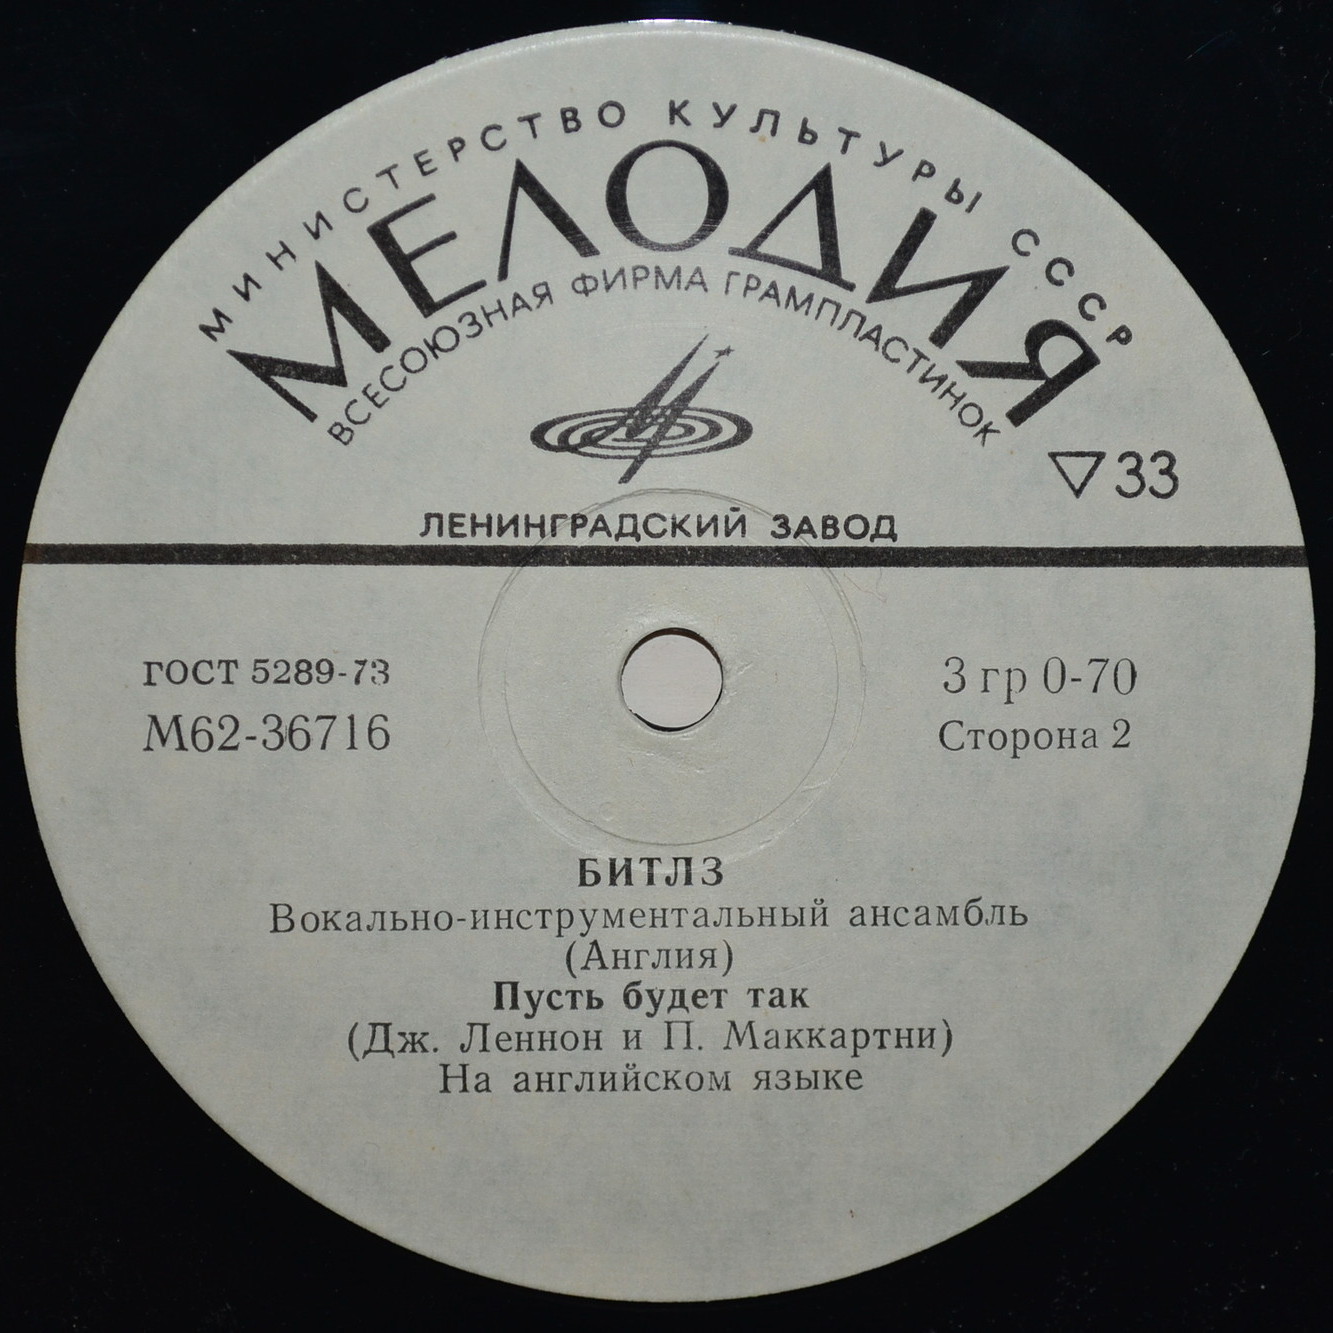 МИНИСТЕРСТВО КУЛЬТУРЫ СССР
МЕЛОДИЯ
ВСЕСОЮЗНАЯ ФИРМА ГРАМПЛАСТИНОК
▽33
ЛЕНИНГРАДСКИЙ ЗАВОД
ГОСТ 5289-73
М62-36716
3 гр 0-70
Сторона 2
БИТЛЗ
Вокально-инструментальный ансамбль
(Англия)
Пусть будет так
(Дж. Леннон и П. Маккартни)
На английском языке